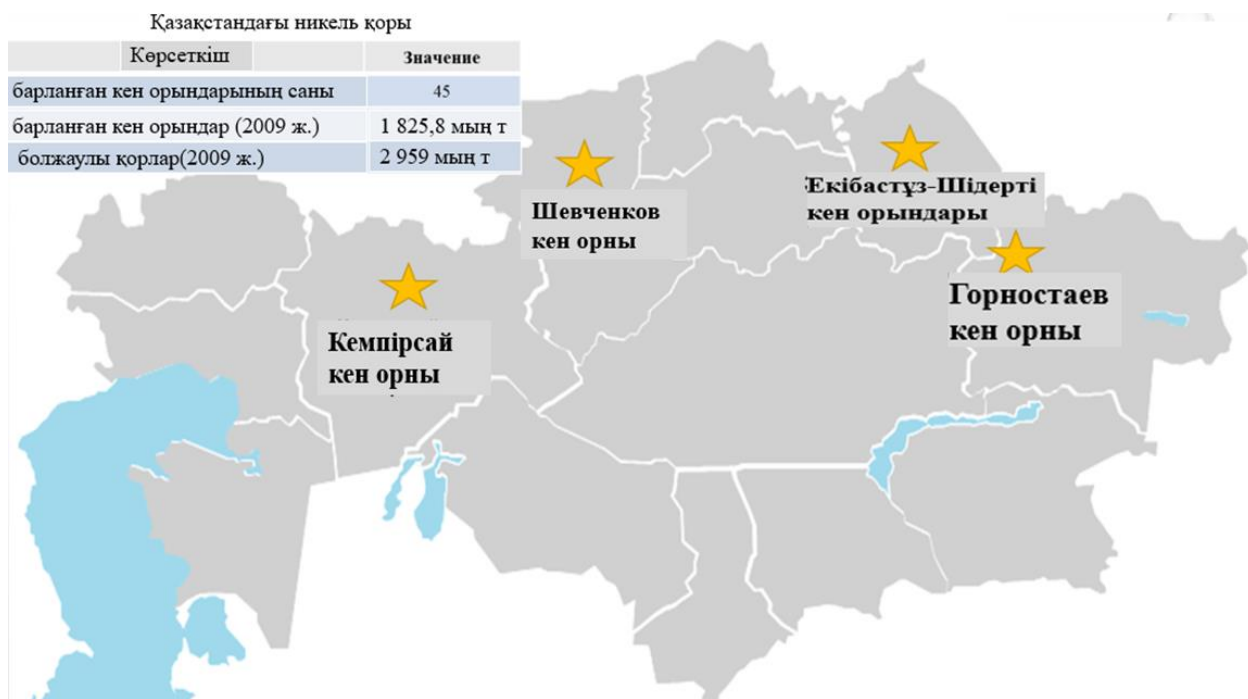 Қазақстандағы никель қоры
Көрсеткіш Значение
барланған кен орындарының саны 45
барланған кен орындар (2009 ж.) 1 825,8 мың т
болжаулы қорлар(2009 ж.) 2 959 мың т
Шевченков
кен орны
Екібастұз-Шідерті
кен орындары
Горностаев
кен орны
Кемпірсай
кен орны